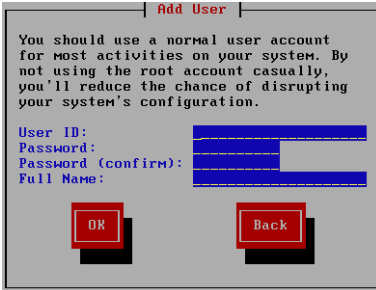 Add User
You should use a normal user account
for most activities on your system. By
not using the root account casually,
you'll reduce the chance of disrupting
your system's configuration.
User ID:
Password:
Password (confirm):
Full Name:
OK
Back